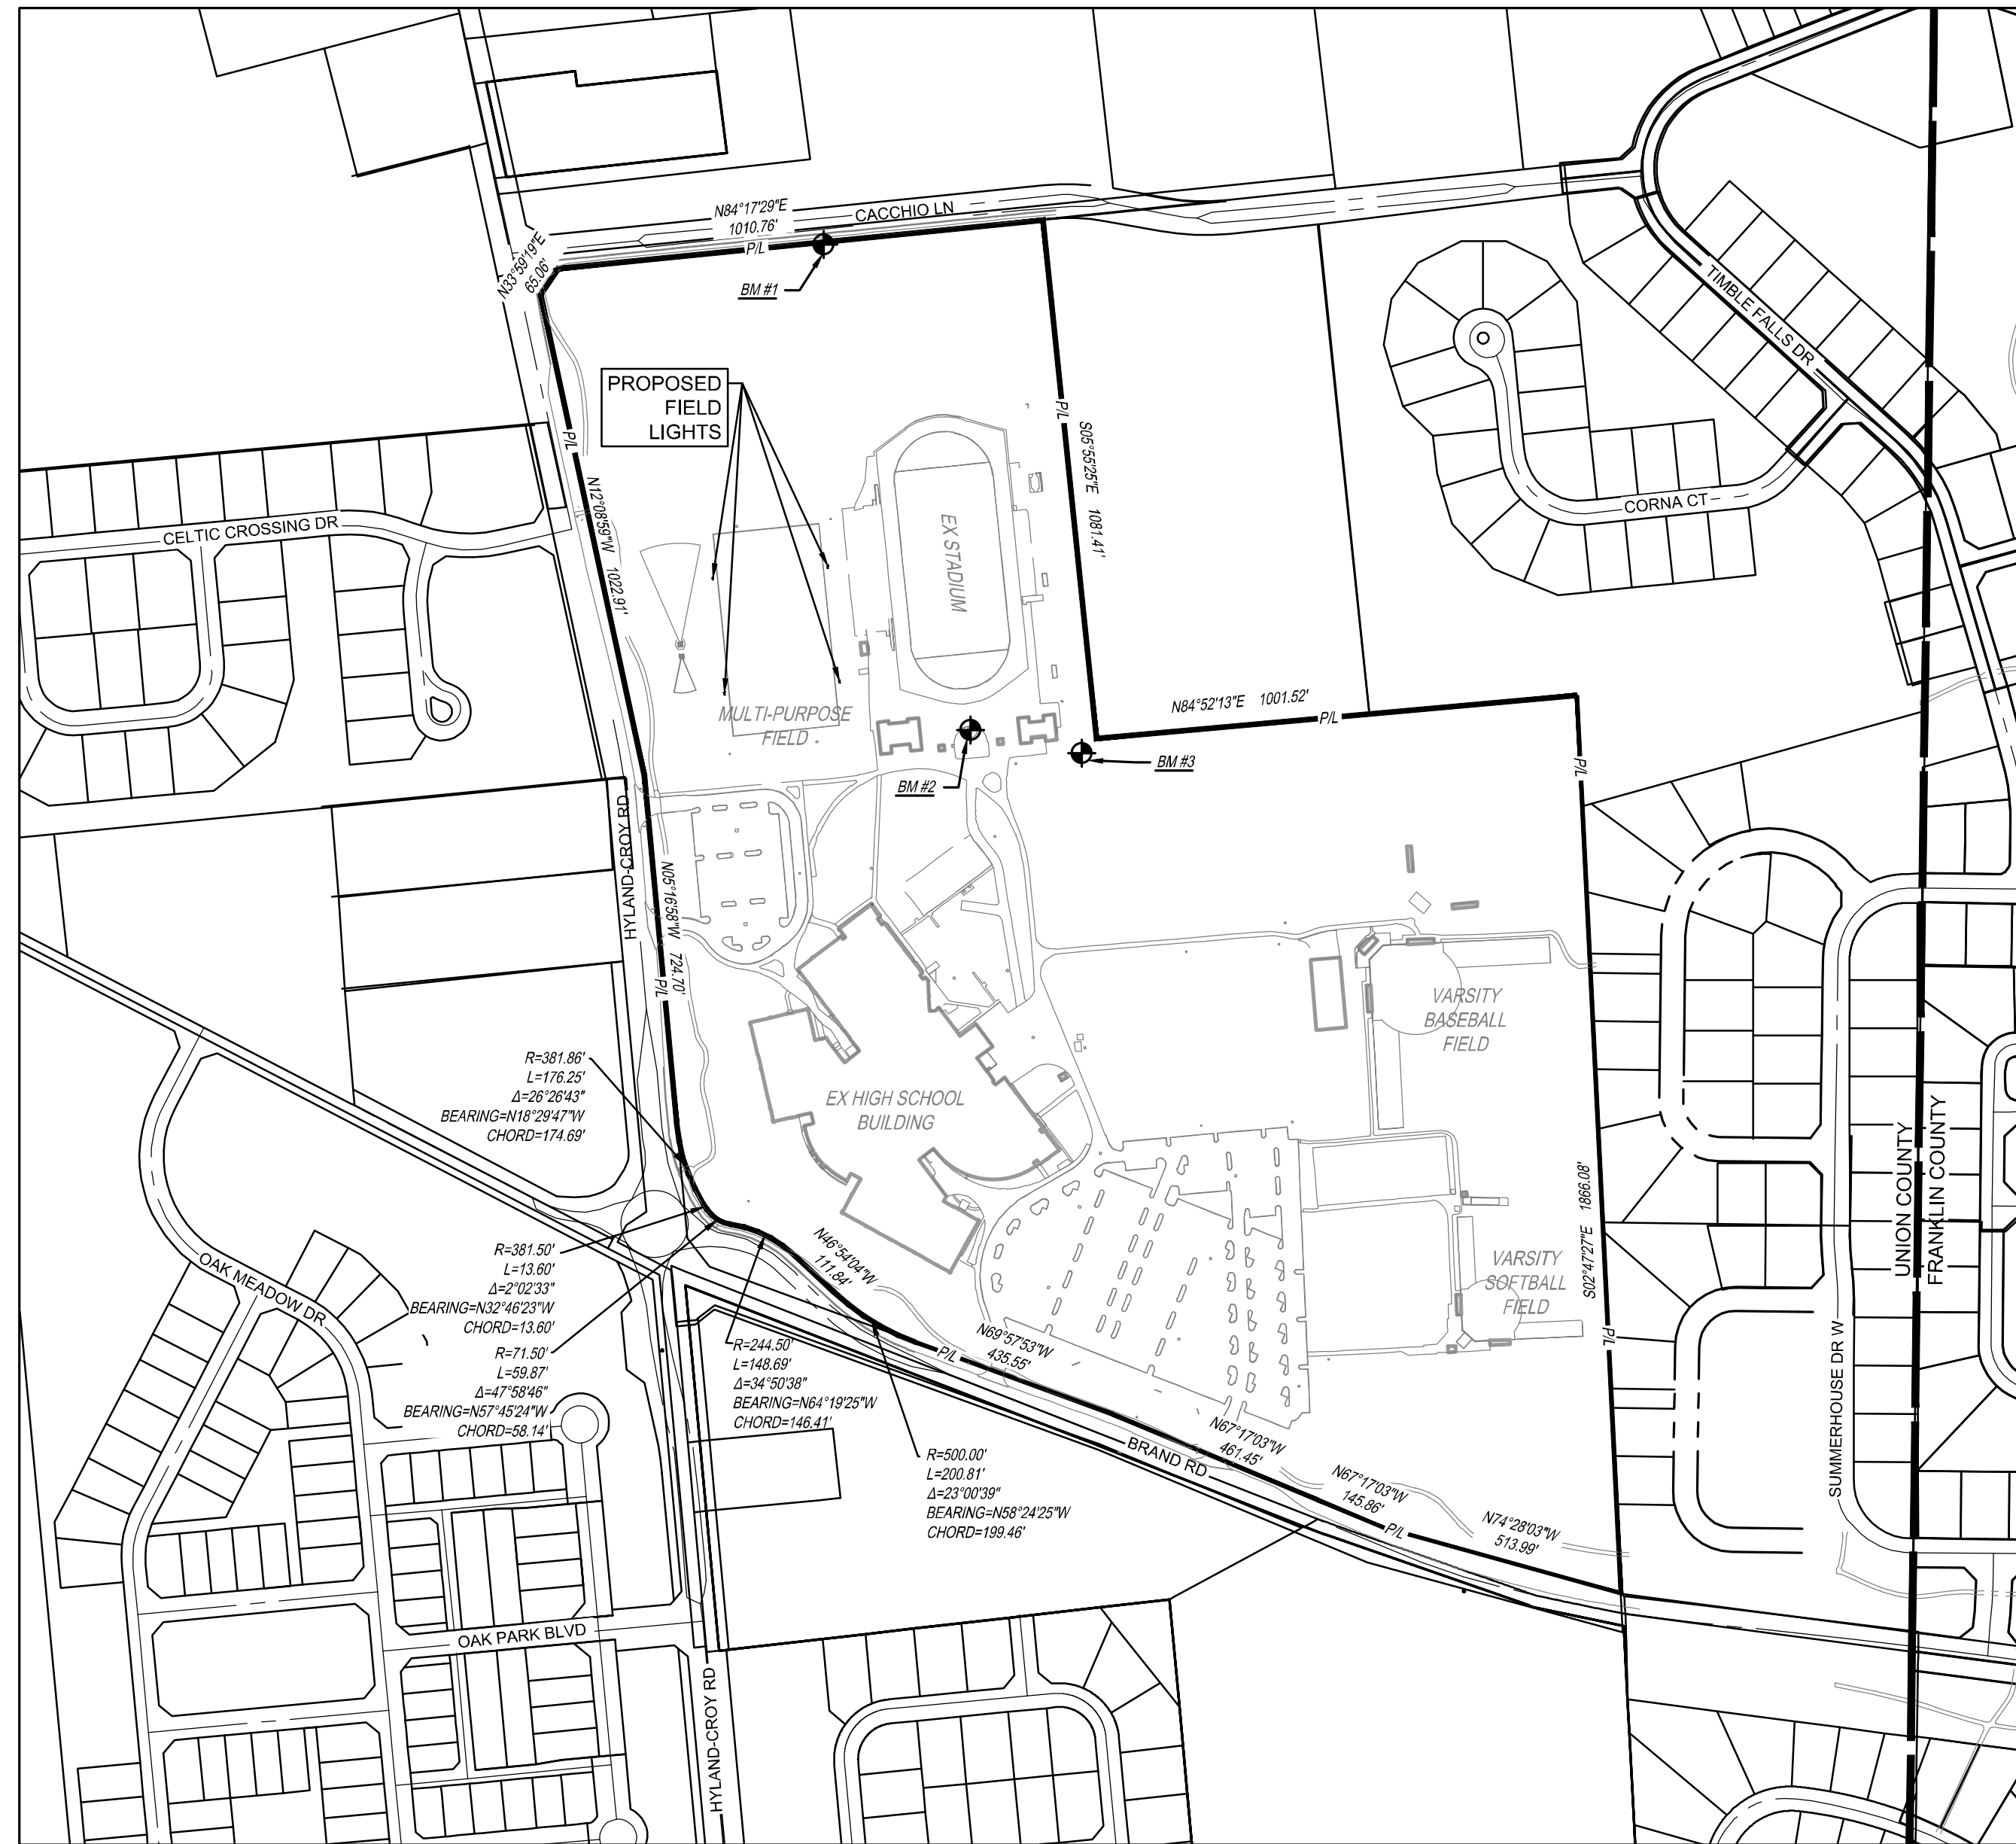 N84°17'29"E
1010.76'
CACCHIO LN
P/L
N33°59'19"E
65.06'
BM #1
TIMBLE FALLS DR
PROPOSED
FIELD
LIGHTS
P/L
P/L
S05°55'25"E 1081.41'
N12°08'59"W 1022.91'
EX STADIUM
CORNA CT
CELTIC CROSSING DR
N84°52'13"E 1001.52'
P/L
MULTI-PURPOSE
FIELD
BM #2
BM #3
P/L
HYLAND-CROY RD
N05°16'58"W 724.70'
P/L
VARSITY
BASEBALL
FIELD
R=381.86'
L=176.25'
Δ=26°26'43"
BEARING=N18°29'47"W
CHORD=174.69'
EX HIGH SCHOOL
BUILDING
UNION COUNTY
FRANKLIN COUNTY
S02°47'27"E 1866.08'
OAK MEADOW DR
R=381.50'
L=13.60'
Δ=2°02'33"
BEARING=N32°46'23"W
CHORD=13.60'
N46°54'04"W
111.84'
VARSITY
SOFTBALL
FIELD
R=71.50'
L=59.87'
Δ=47°58'46"
BEARING=N57°45'24"W
CHORD=58.14'
R=244.50'
L=148.69'
Δ=34°50'38"
BEARING=N64°19'25"W
CHORD=146.41'
P/L
N69°57'53"W
435.55'
P/L
SUMMERHOUSE DR W
R=500.00'
L=200.81'
Δ=23°00'39"
BEARING=N58°24'25"W
CHORD=199.46'
BRAND RD
N67°17'03"W
461.45'
N67°17'03"W
145.86'
P/L
N74°28'03"W
513.99'
OAK PARK BLVD
HYLAND-CROY RD